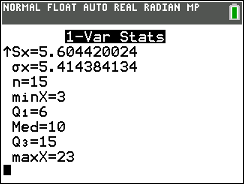 NORMAL FLOAT AUTO REAL RADIAN MP
1-Var Stats
↑Sx=5.604420024
σx=5.414384134
n=15
minX=3
Q₁=6
Med=10
Q₃=15
maxX=23